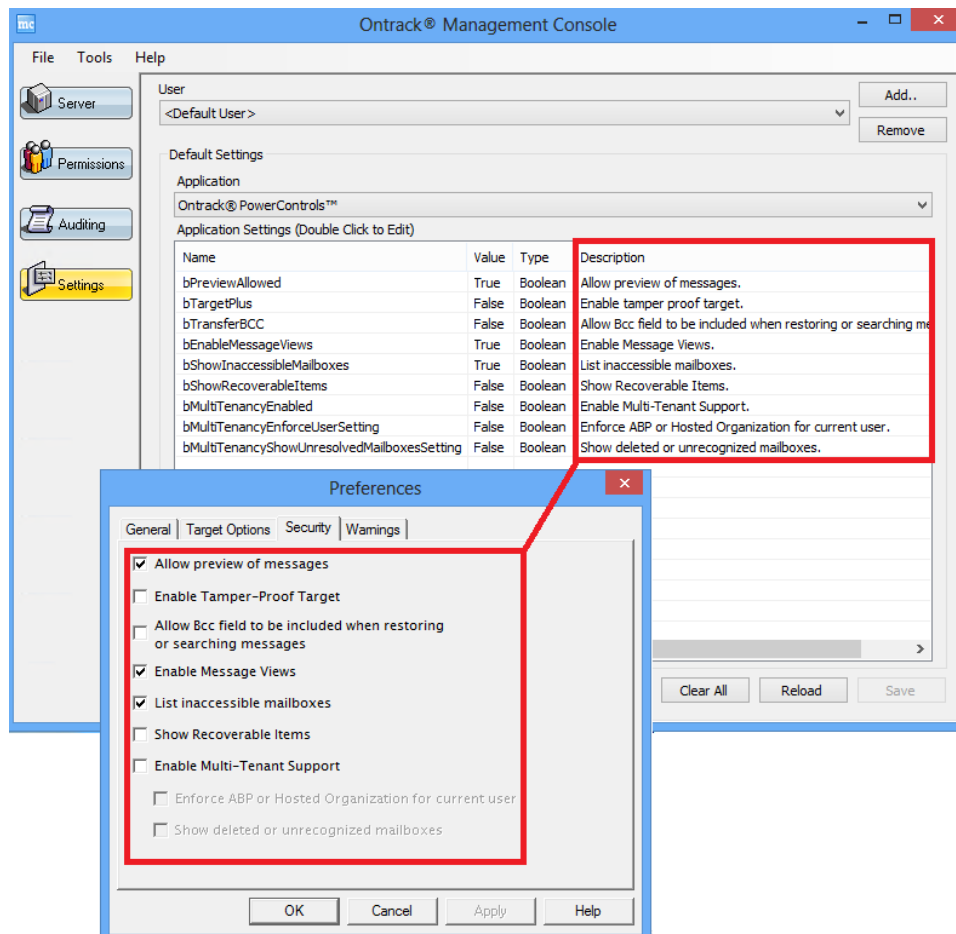 mc
Ontrack® Management Console
File Tools Help
Server
Permissions
Auditing
Settings
User
<Default User>
Add..
Remove
Default Settings
Application
Ontrack® PowerControls™
Application Settings (Double Click to Edit)
Name Value Type Description
bPreviewAllowed True Boolean Allow preview of messages.
bTargetPlus False Boolean Enable tamper proof target.
bTransferBCC False Boolean Allow Bcc field to be included when restoring or searching me
bEnableMessageViews True Boolean Enable Message Views.
bShowInaccessibleMailboxes True Boolean List inaccessible mailboxes.
bShowRecoverableItems False Boolean Show Recoverable Items.
bMultiTenancyEnabled False Boolean Enable Multi-Tenant Support.
bMultiTenancyEnforceUserSetting False Boolean Enforce ABP or Hosted Organization for current user.
bMultiTenancyShowUnresolvedMailboxesSetting False Boolean Show deleted or unrecognized mailboxes.
Clear All Reload Save
Preferences
General Target Options Security Warnings
Allow preview of messages
Enable Tamper-Proof Target
Allow Bcc field to be included when restoring
or searching messages
Enable Message Views
List inaccessible mailboxes
Show Recoverable Items
Enable Multi-Tenant Support
Enforce ABP or Hosted Organization for current user
Show deleted or unrecognized mailboxes
OK Cancel Apply Help